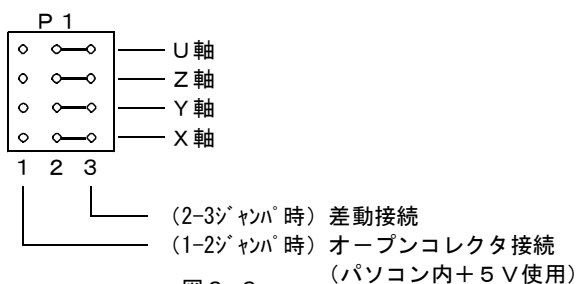 Ｐ１
Ｕ軸
Ｚ軸
Ｙ軸
Ｘ軸
１ ２ ３
(2-3ｼﾞｬﾝﾊﾟ時) 差動接続
(1-2ｼﾞｬﾝﾊﾟ時) オープンコレクタ接続
(パソコン内＋５Ｖ使用)